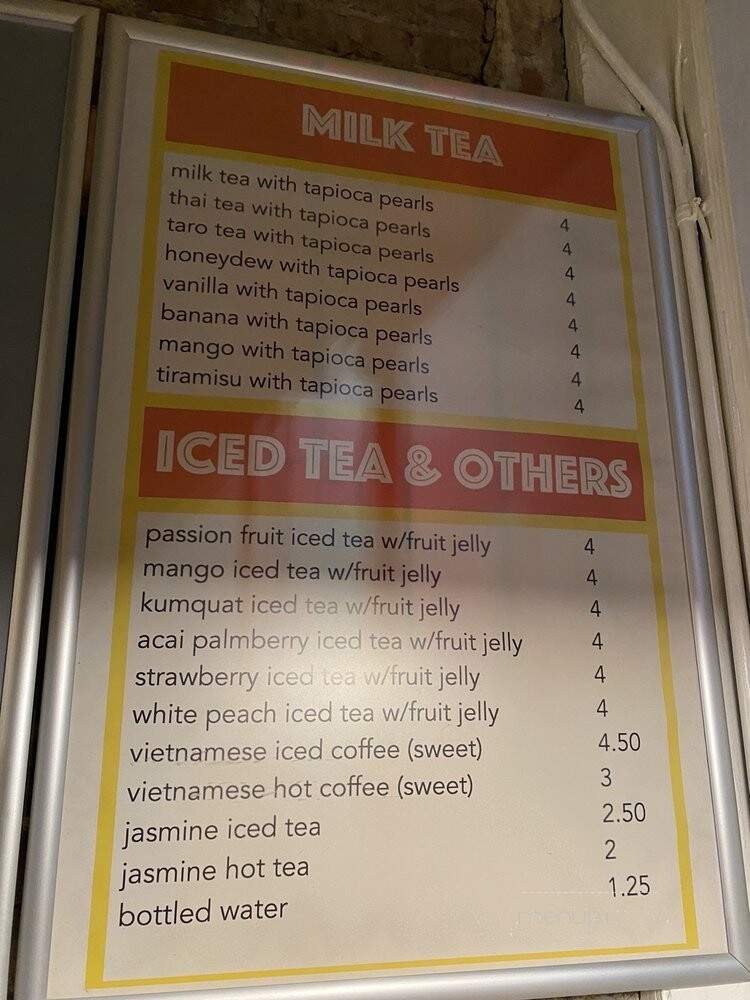 MILK TEA
milk tea with tapioca pearls 4
thai tea with tapioca pearls 4
taro tea with tapioca pearls 4
honeydew with tapioca pearls 4
vanilla with tapioca pearls 4
banana with tapioca pearls 4
mango with tapioca pearls 4
tiramisu with tapioca pearls 4
ICED TEA & OTHERS
passion fruit iced tea w/fruit jelly 4
mango iced tea w/fruit jelly 4
kumquat iced tea w/fruit jelly 4
acai palmberry iced tea w/fruit jelly 4
strawberry iced tea w/fruit jelly 4
white peach iced tea w/fruit jelly 4
vietnamese iced coffee (sweet) 4.50
vietnamese hot coffee (sweet) 3
jasmine iced tea 2.50
jasmine hot tea 2
bottled water 1.25